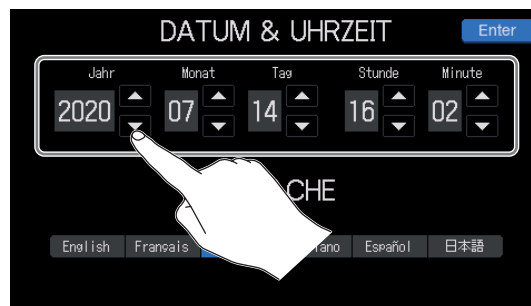 DATUM & UHRZEIT Enter
Jahr Monat Tag Stunde Minute
2020 07 14 16 02
CHE
English Français ano Español 日本語